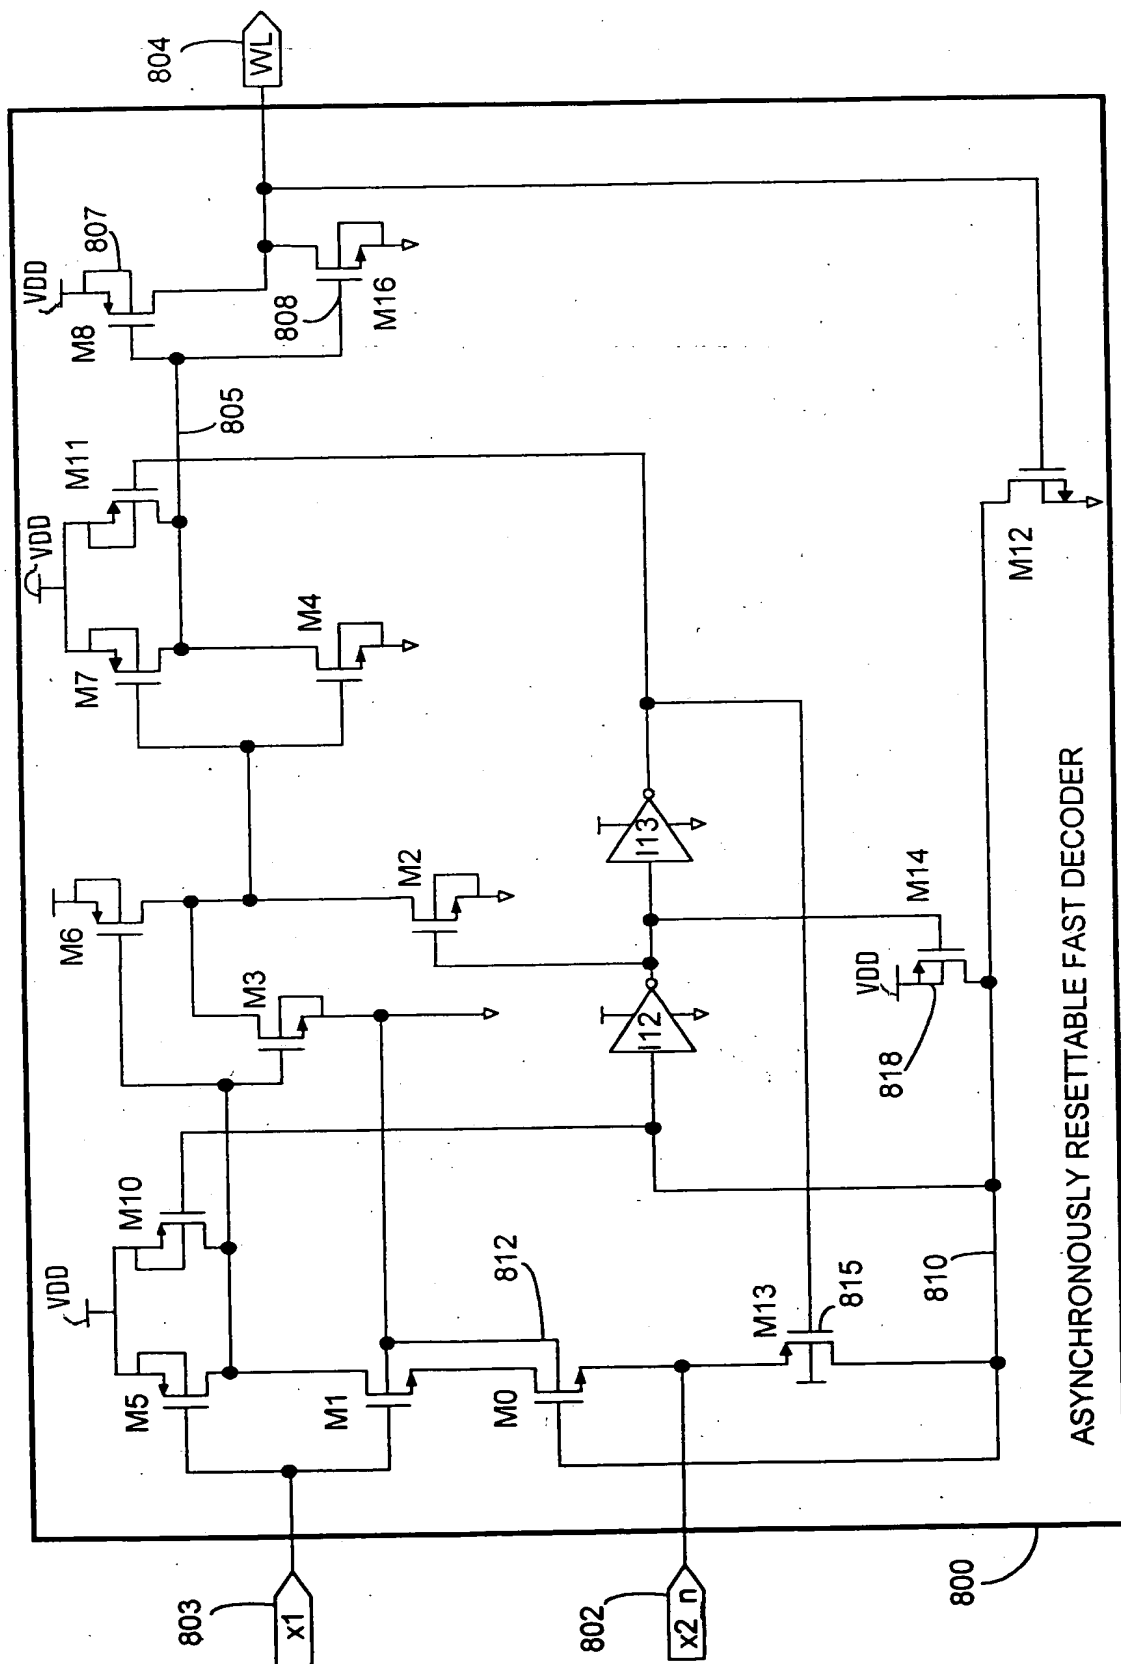 804
WL
VDD
807
M8
808
M16
805
M11
VDD
M7
M4
M6
M3
M2
I13
I12
M14
VDD
818
M12
VDD
M10
M5
M1
812
M0
M13
815
810
803
x1
802
x2_n
800
ASYNCHRONOUSLY RESETTABLE FAST DECODER